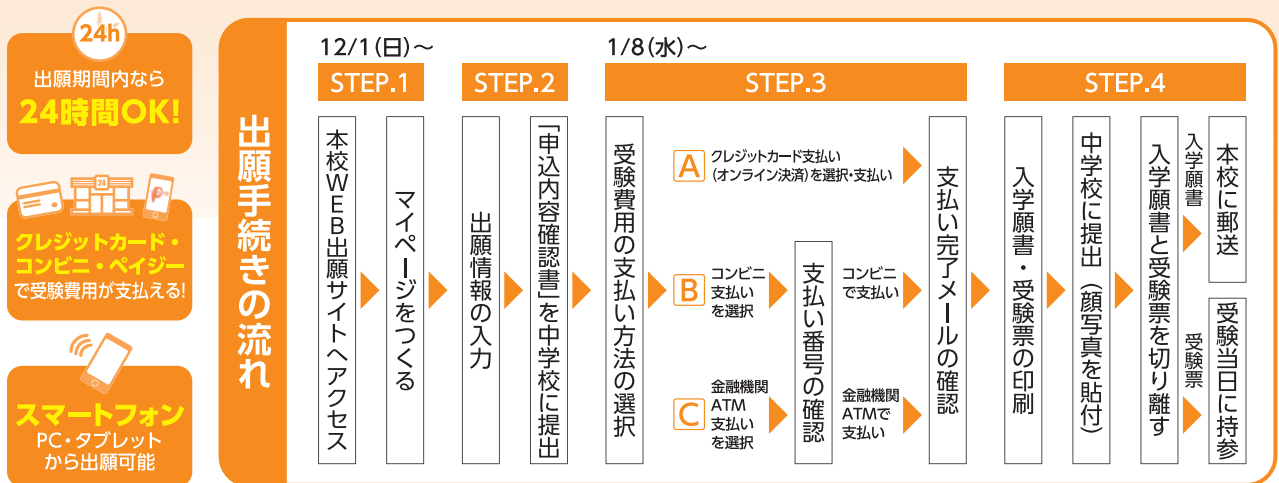 24h
出願期間内なら
24時間OK!
24
クレジットカード・
コンビニ・ペイジー
で受験費用が支払える!
スマートフォン
PC・タブレット
から出願可能
出願手続きの流れ
12/1(日)~
STEP.1
本校WEB出願サイトへアクセス
マイページをつくる
STEP.2
出願情報の入力
「申込内容確認書」を中学校に提出
1/8(水)~
STEP.3
受験費用の支払い方法の選択
A
クレジットカード支払い
(オンライン決済)を選択・支払い
B
コンビニ
支払い
を選択
C
金融機関
ATM
支払い
を選択
支払い番号の確認
コンビニ
で支払い
金融機関
ATMで
支払い
支払い完了メールの確認
STEP.4
入学願書・受験票の印刷
中学校に提出(顔写真を貼付)
入学願書と受験票を切り離す
入学願書
本校に郵送
受験票
受験当日に持参